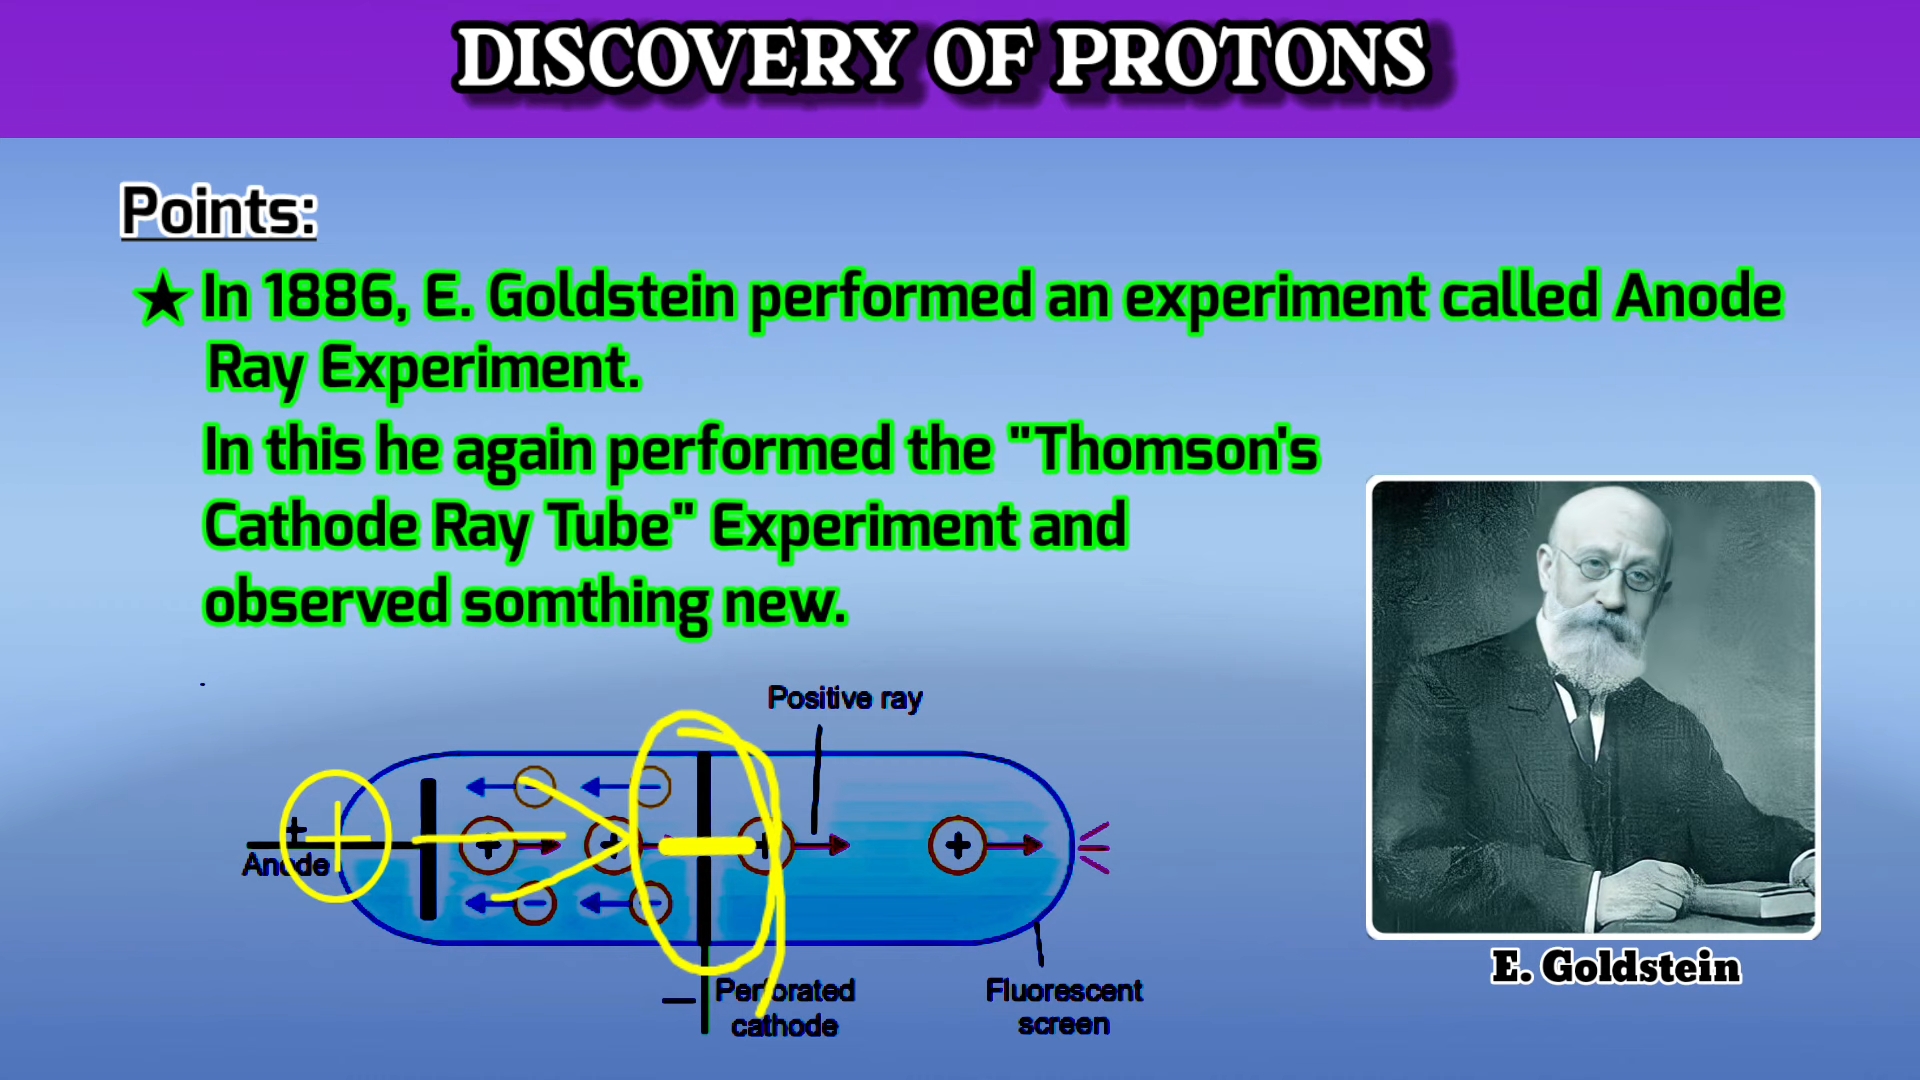 DISCOVERY OF PROTONS
Points:
★ In 1886, E. Goldstein performed an experiment called Anode
Ray Experiment.
In this he again performed the "Thomson's
Cathode Ray Tube" Experiment and
observed somthing new.
Positive ray
+
Anode
+ + + +
− − − −
−
Perforated
cathode
Fluorescent
screen
E. Goldstein